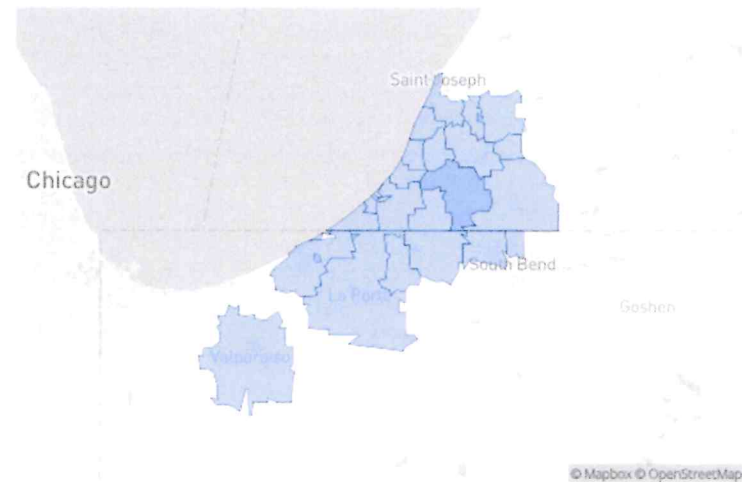 Saint Joseph
Chicago
South Bend
La Porte
Goshen
Valparaiso
© Mapbox © OpenStreetMap